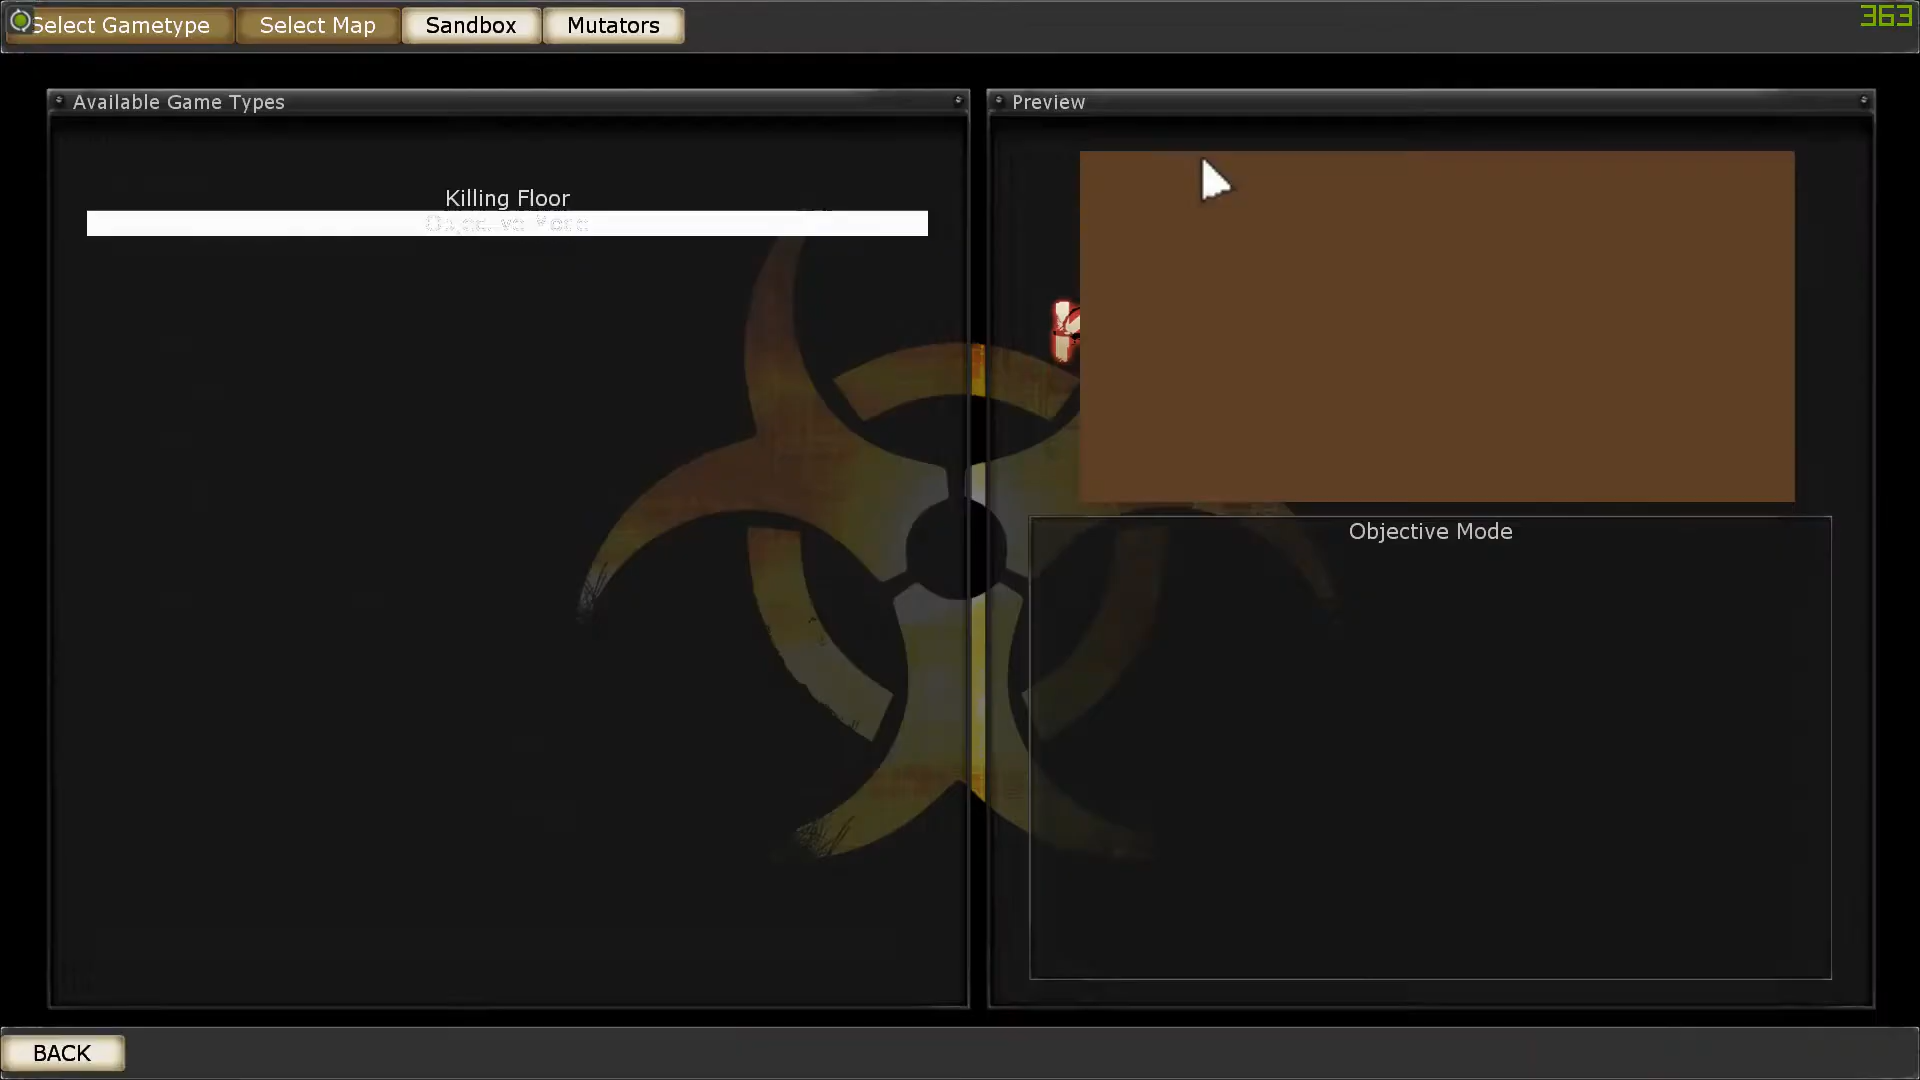 Select Gametype
Select Map
Sandbox
Mutators
363
Available Game Types
Preview
Killing Floor
Objective Mode
BACK